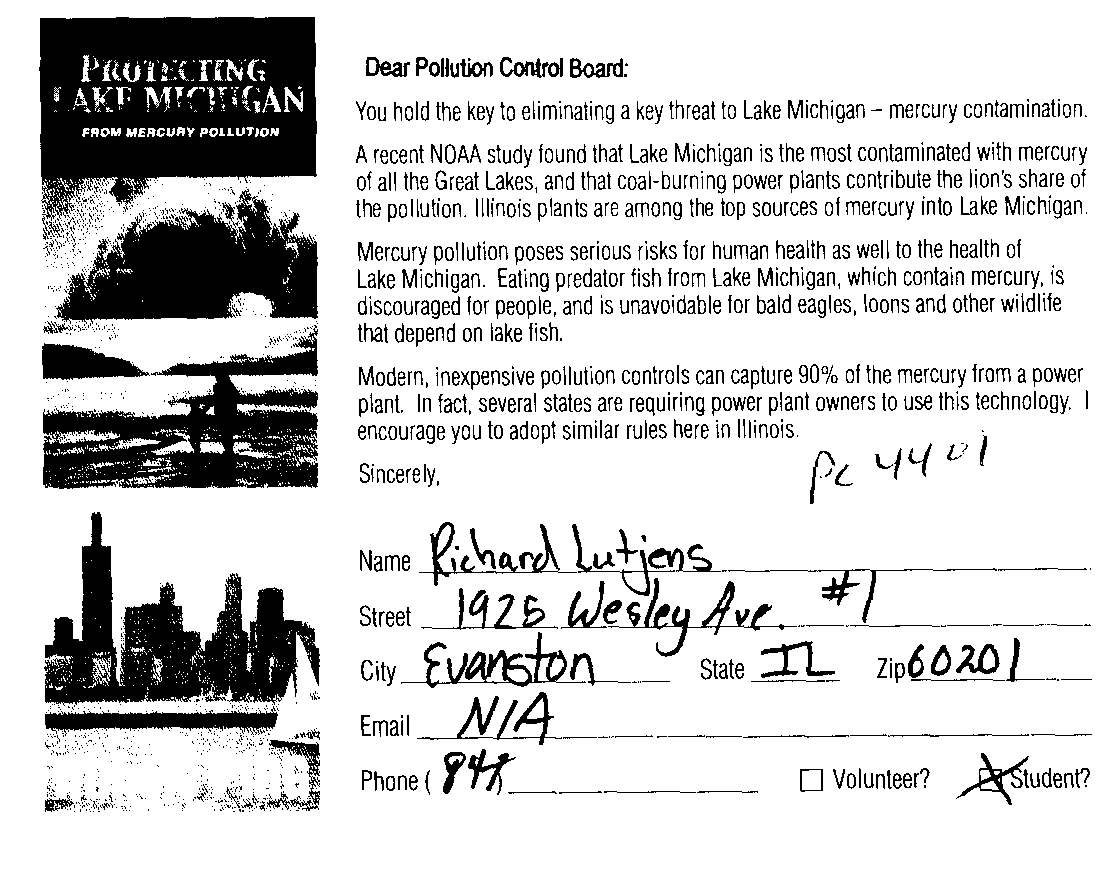 PROTECTING
LAKE MICHIGAN
FROM MERCURY POLLUTION
Dear Pollution Control Board:
You hold the key to eliminating a key threat to Lake Michigan – mercury contamination.
A recent NOAA study found that Lake Michigan is the most contaminated with mercury
of all the Great Lakes, and that coal-burning power plants contribute the lion's share of
the pollution. Illinois plants are among the top sources of mercury into Lake Michigan.
Mercury pollution poses serious risks for human health as well to the health of
Lake Michigan. Eating predator fish from Lake Michigan, which contain mercury, is
discouraged for people, and is unavoidable for bald eagles, loons and other wildlife
that depend on lake fish.
Modern, inexpensive pollution controls can capture 90% of the mercury from a power
plant. In fact, several states are requiring power plant owners to use this technology. I
encourage you to adopt similar rules here in Illinois.
Sincerely,
PC 4401
Name Richard Lutjens
Street 1925 Wesley Ave. #1
City Evanston State IL Zip 60201
Email N/A
Phone ( 847
Volunteer? Student?